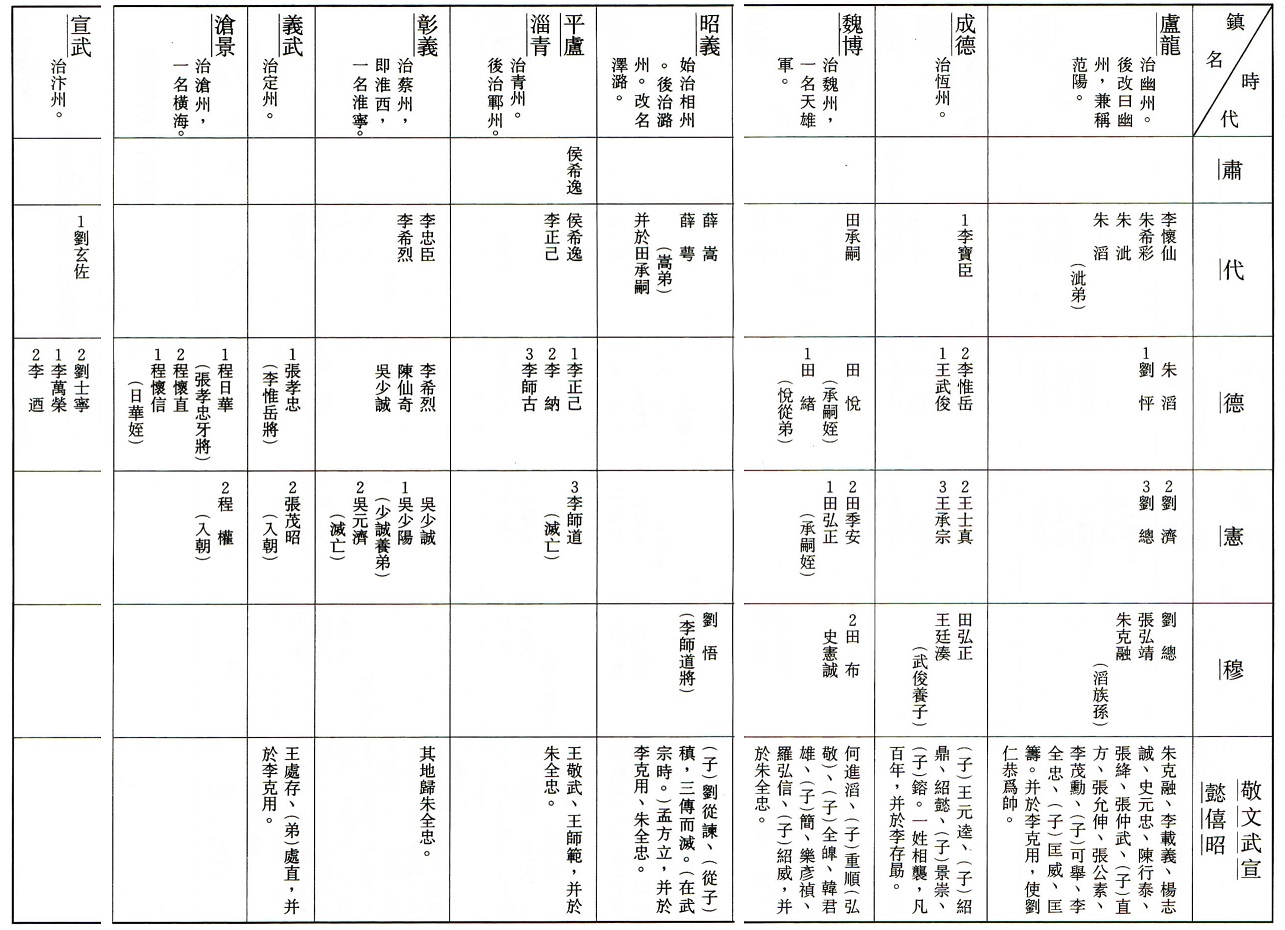 鎮名
時代
肅
代
德
憲
穆
敬文武宣
懿僖昭
盧龍
治幽州。
後改曰幽
州，兼稱
范陽。
李懷仙
朱希彩
朱 泚
朱 滔
(泚弟)
朱 滔
1劉 怦
2劉 濟
3劉 總
劉 總
張弘靖
朱克融
(滔族孫)
朱克融、李載義、楊志
誠、史元忠、陳行泰、
張絳、張仲武、(子)直
方、張允伸、張公素、
李茂勳、(子)可舉、李
全忠、(子)匡威、匡
籌。并於李克用，使劉
仁恭爲帥。
成德
治恆州。
1李寶臣
2李惟岳
1王武俊
2王士真
3王承宗
田弘正
王廷湊
(武俊養子)
(子)王元逵、(子)紹
鼎、紹懿、(子)景崇、
(子)鎔。一姓相襲，凡
百年，并於李存勗。
魏博
治魏州，
一名天雄
軍。
田承嗣
田 悅
(承嗣姪)
1田 緒
(悅從弟)
2田季安
1田弘正
(承嗣姪)
2田 布
史憲誠
何進滔、(子)重順(弘
敬)、(子)全皞、韓君
雄、(子)簡、樂彥禎、
羅弘信、(子)紹威，并
於朱全忠。
昭義
始治相州
。後治潞
州。改名
澤潞。
薛 嵩
薛 萼
(嵩弟)
并於田承嗣
劉 悟
(李師道將)
(子)劉從諫、(從子)
稹，三傳而滅。(在武
宗時。)孟方立，并於
李克用、朱全忠。
平盧
淄青
治青州。
後治鄆州。
侯希逸
侯希逸
李正己
1李正己
2李 納
3李師古
3李師道
(滅亡)
王敬武、王師範，并於
朱全忠。
彰義
治蔡州，
即淮西，
一名淮寧。
李忠臣
李希烈
李希烈
陳仙奇
吳少誠
吳少誠
1吳少陽
(少誠養弟)
2吳元濟
(滅亡)
其地歸朱全忠。
義武
治定州。
1張孝忠
(李惟岳將)
2張茂昭
(入朝)
王處存、(弟)處直，并
於李克用。
滄景
治滄州，
一名橫海。
1程日華
(張孝忠牙將)
2程懷直
1程懷信
(日華姪)
2程 權
(入朝)
宣武
治汴州。
1劉玄佐
2劉士寧
1李萬榮
2李 迺